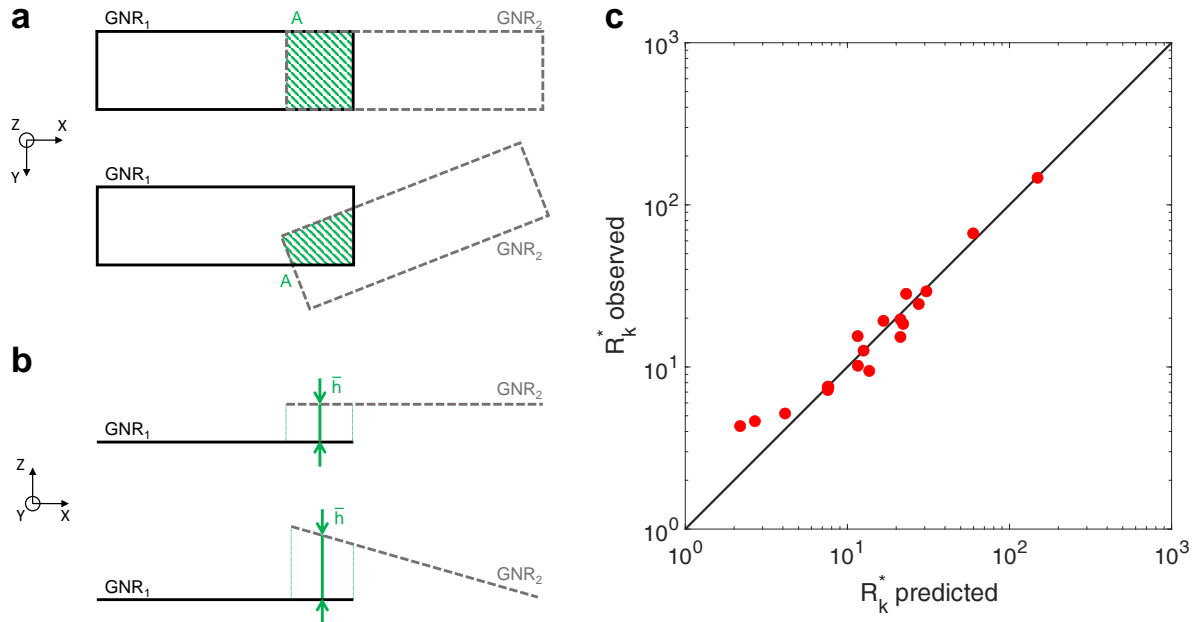 a
GNR₁
A
GNR₂
Z
X
Y
GNR₁
A
GNR₂
b
h̅
GNR₂
GNR₁
Z
Y
X
h̅
GNR₁
GNR₂
c
10³
10²
10¹
10⁰
R*ₖ observed
10⁰
10¹
10²
10³
R*ₖ predicted